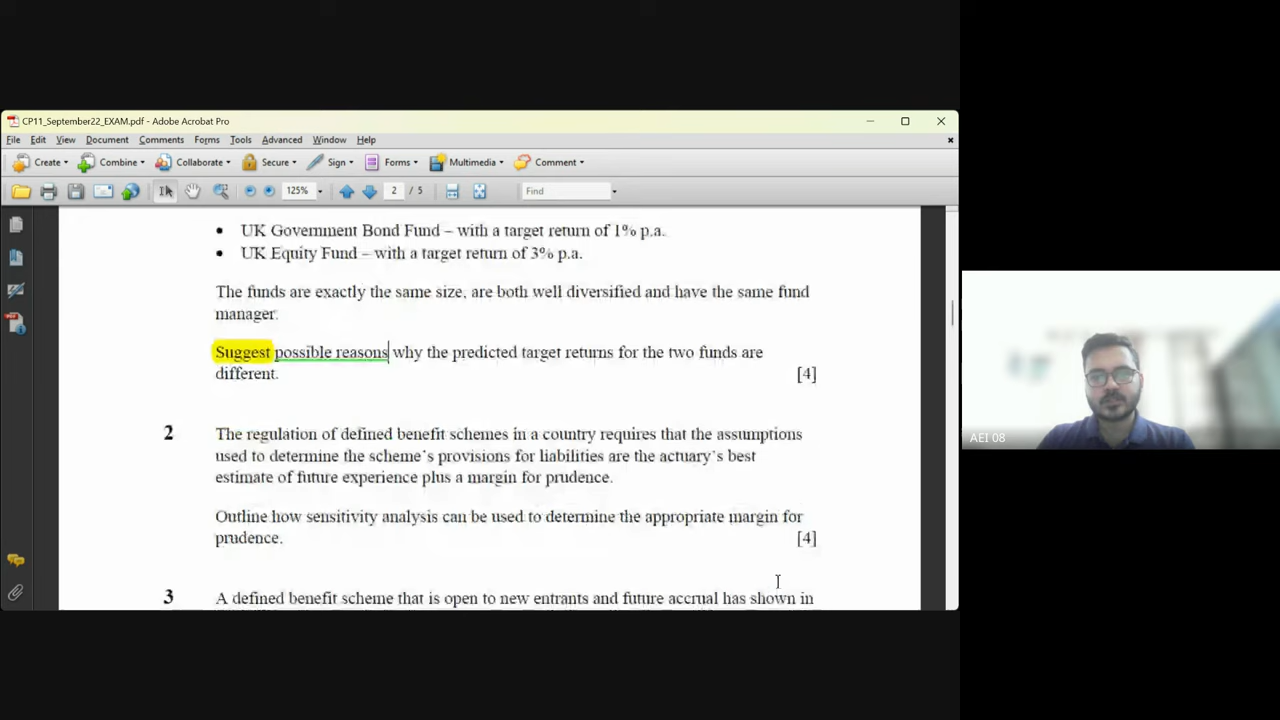 CP11_September22_EXAM.pdf - Adobe Acrobat Pro
File Edit View Document Comments Forms Tools Advanced Window Help
Create Combine Collaborate Secure Sign Forms Multimedia Comment
125% 2 / 5 Find
• UK Government Bond Fund – with a target return of 1% p.a.
• UK Equity Fund – with a target return of 3% p.a.
The funds are exactly the same size, are both well diversified and have the same fund
manager.
Suggest possible reasons why the predicted target returns for the two funds are
different. [4]
2 The regulation of defined benefit schemes in a country requires that the assumptions
used to determine the scheme's provisions for liabilities are the actuary's best
estimate of future experience plus a margin for prudence.
Outline how sensitivity analysis can be used to determine the appropriate margin for
prudence. [4]
3 A defined benefit scheme that is open to new entrants and future accrual has shown in
AEI 08